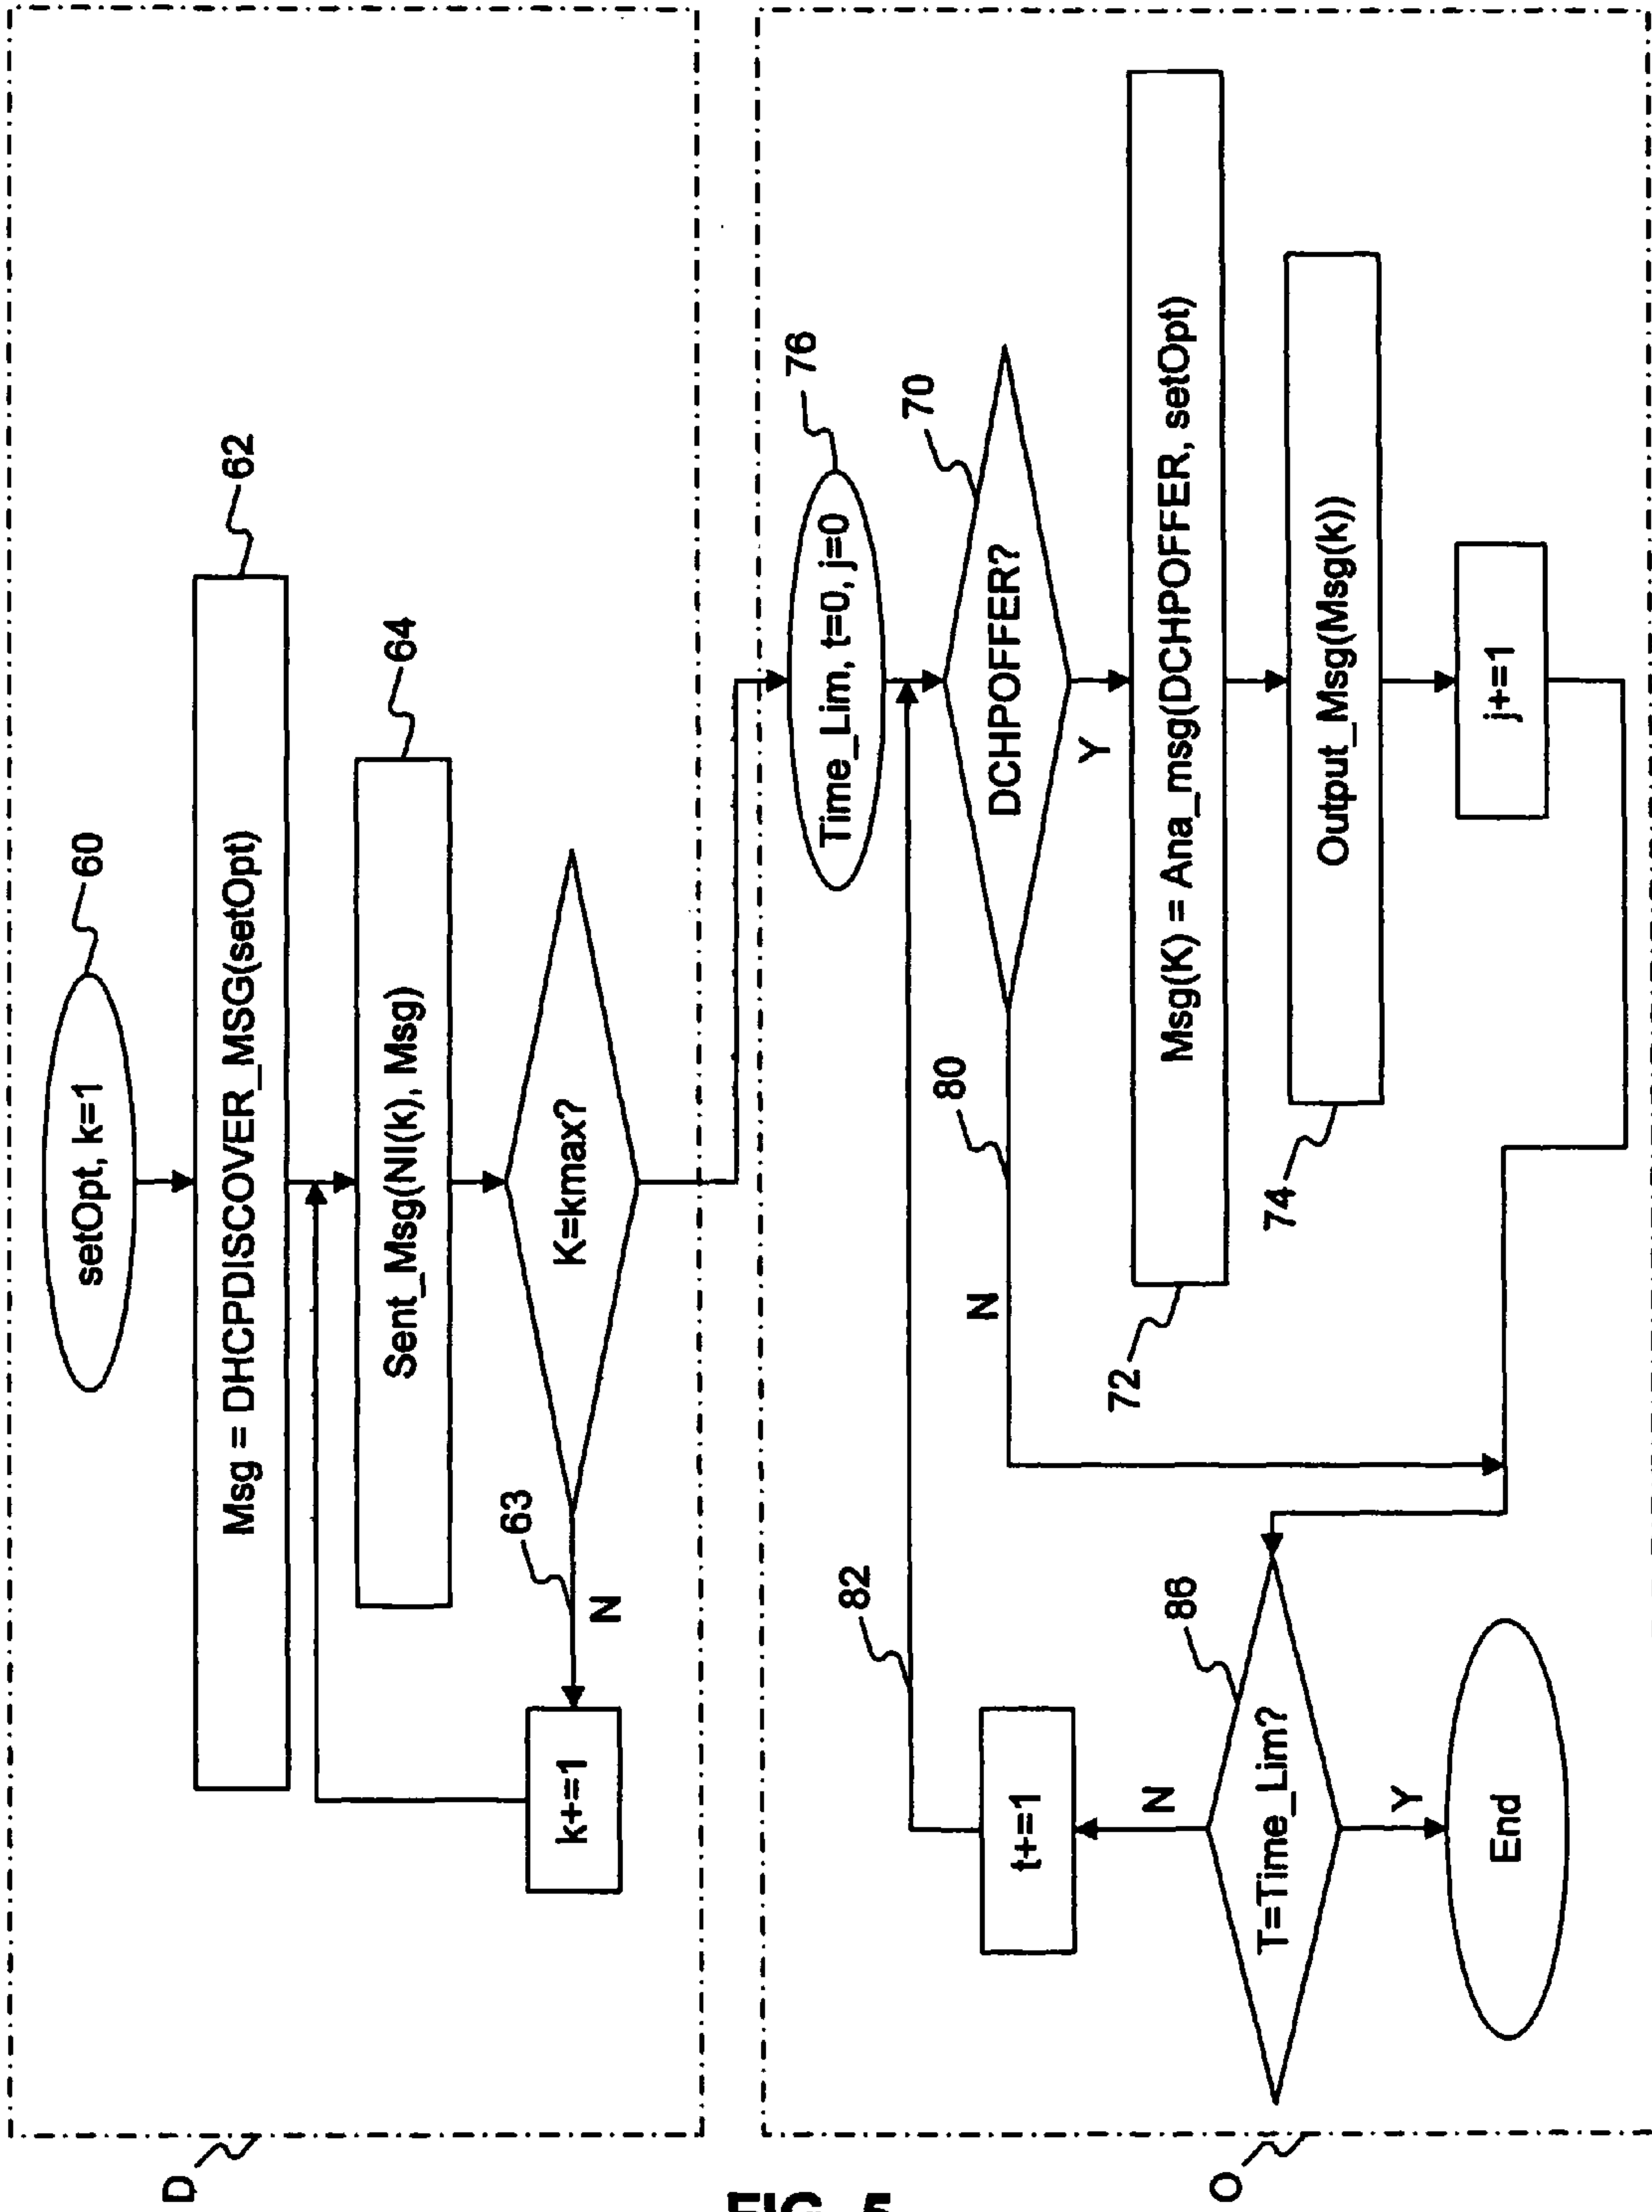 setOpt, k=1
60
Msg = DHCPDISCOVER_MSG(setOpt)
62
Sent_Msg(NI(k), Msg)
64
K=kmax?
63
N
k+=1
D
Time_Lim, t=0, j=0
76
DCHPOFFER?
70
80
N
Y
Msg(K) = Ana_msg(DCHPOFFER, setOpt)
72
Output_Msg(Msg(k))
74
j+=1
82
t+=1
N
T=Time_Lim?
86
Y
End
O
FIG. 5